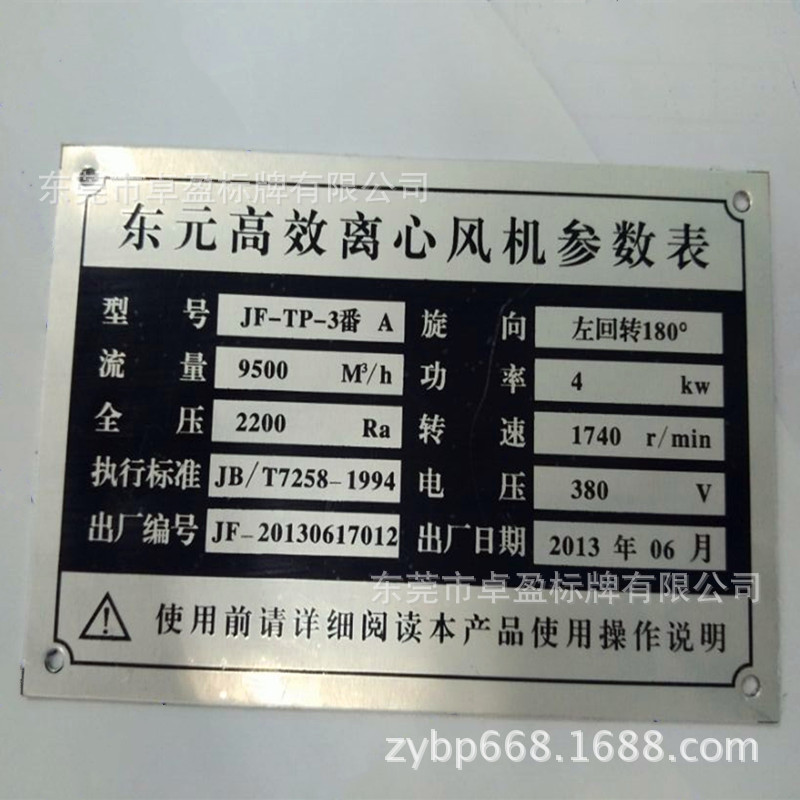 东莞市卓盈标牌有限公司
东元高效离心风机参数表
型号 JF-TP-3番 A 旋向 左回转180°
流量 9500 M³/h 功率 4 kw
全压 2200 Ra 转速 1740 r/min
执行标准 JB/T7258-1994 电压 380 V
出厂编号 JF-20130617012 出厂日期 2013 年 06 月
东莞市卓盈标牌有限公司
使用前请详细阅读本产品使用操作说明
zybp668.1688.com